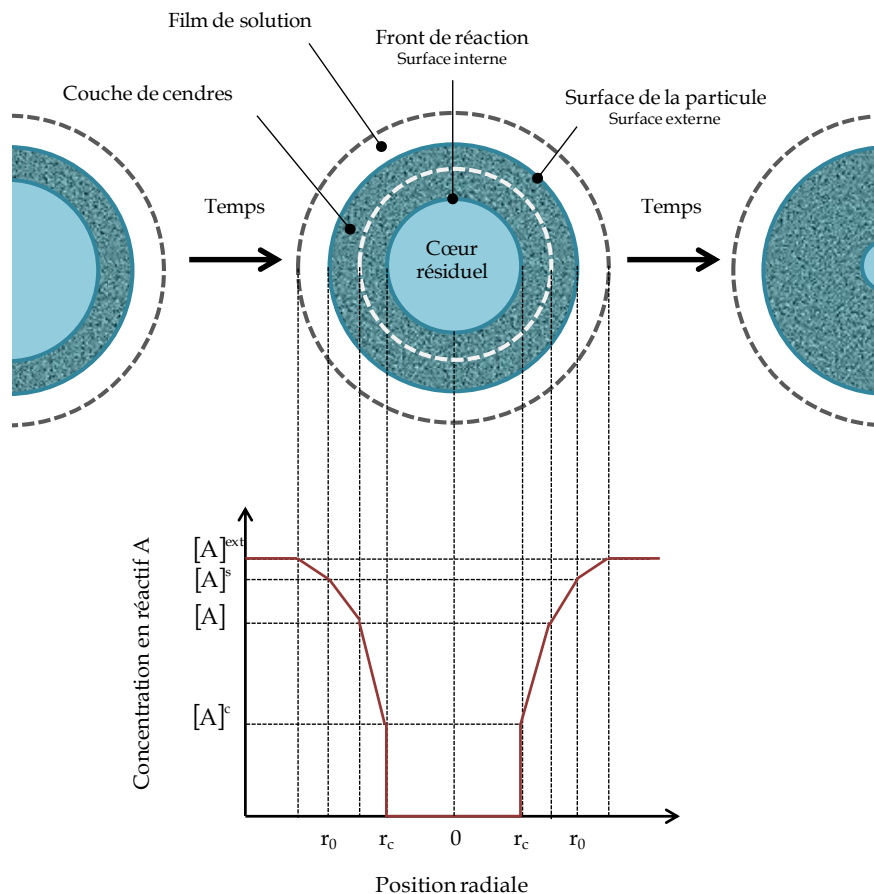 Film de solution
Front de réaction
Surface interne
Couche de cendres
Surface de la particule
Surface externe
Temps
Temps
Cœur
résiduel
Concentration en réactif A
[A]ext
[A]s
[A]
[A]c
r0
rc
0
rc
r0
Position radiale